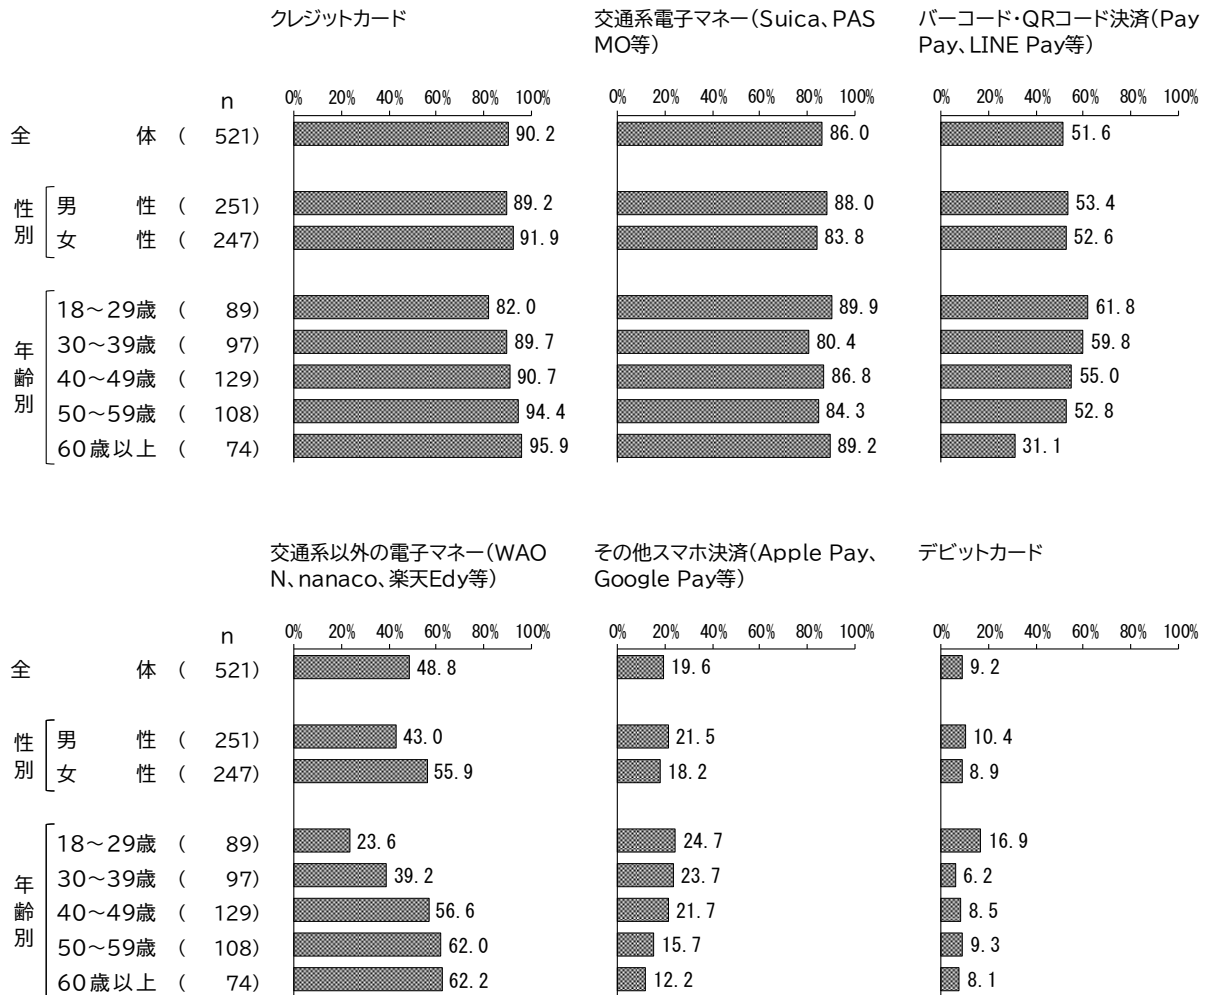 クレジットカード
交通系電子マネー(Suica、PAS
MO等)
バーコード・QRコード決済(Pay
Pay、LINE Pay等)
n 0% 20% 40% 60% 80% 100% 0% 20% 40% 60% 80% 100% 0% 20% 40% 60% 80% 100%
全体 ( 521) 90.2 86.0 51.6
性別
男性 ( 251) 89.2 88.0 53.4
女性 ( 247) 91.9 83.8 52.6
年齢別
18~29歳 ( 89) 82.0 89.9 61.8
30~39歳 ( 97) 89.7 80.4 59.8
40~49歳 ( 129) 90.7 86.8 55.0
50~59歳 ( 108) 94.4 84.3 52.8
60歳以上 ( 74) 95.9 89.2 31.1
交通系以外の電子マネー(WAO
N、nanaco、楽天Edy等)
その他スマホ決済(Apple Pay、
Google Pay等)
デビットカード
n 0% 20% 40% 60% 80% 100% 0% 20% 40% 60% 80% 100% 0% 20% 40% 60% 80% 100%
全体 ( 521) 48.8 19.6 9.2
性別
男性 ( 251) 43.0 21.5 10.4
女性 ( 247) 55.9 18.2 8.9
年齢別
18~29歳 ( 89) 23.6 24.7 16.9
30~39歳 ( 97) 39.2 23.7 6.2
40~49歳 ( 129) 56.6 21.7 8.5
50~59歳 ( 108) 62.0 15.7 9.3
60歳以上 ( 74) 62.2 12.2 8.1